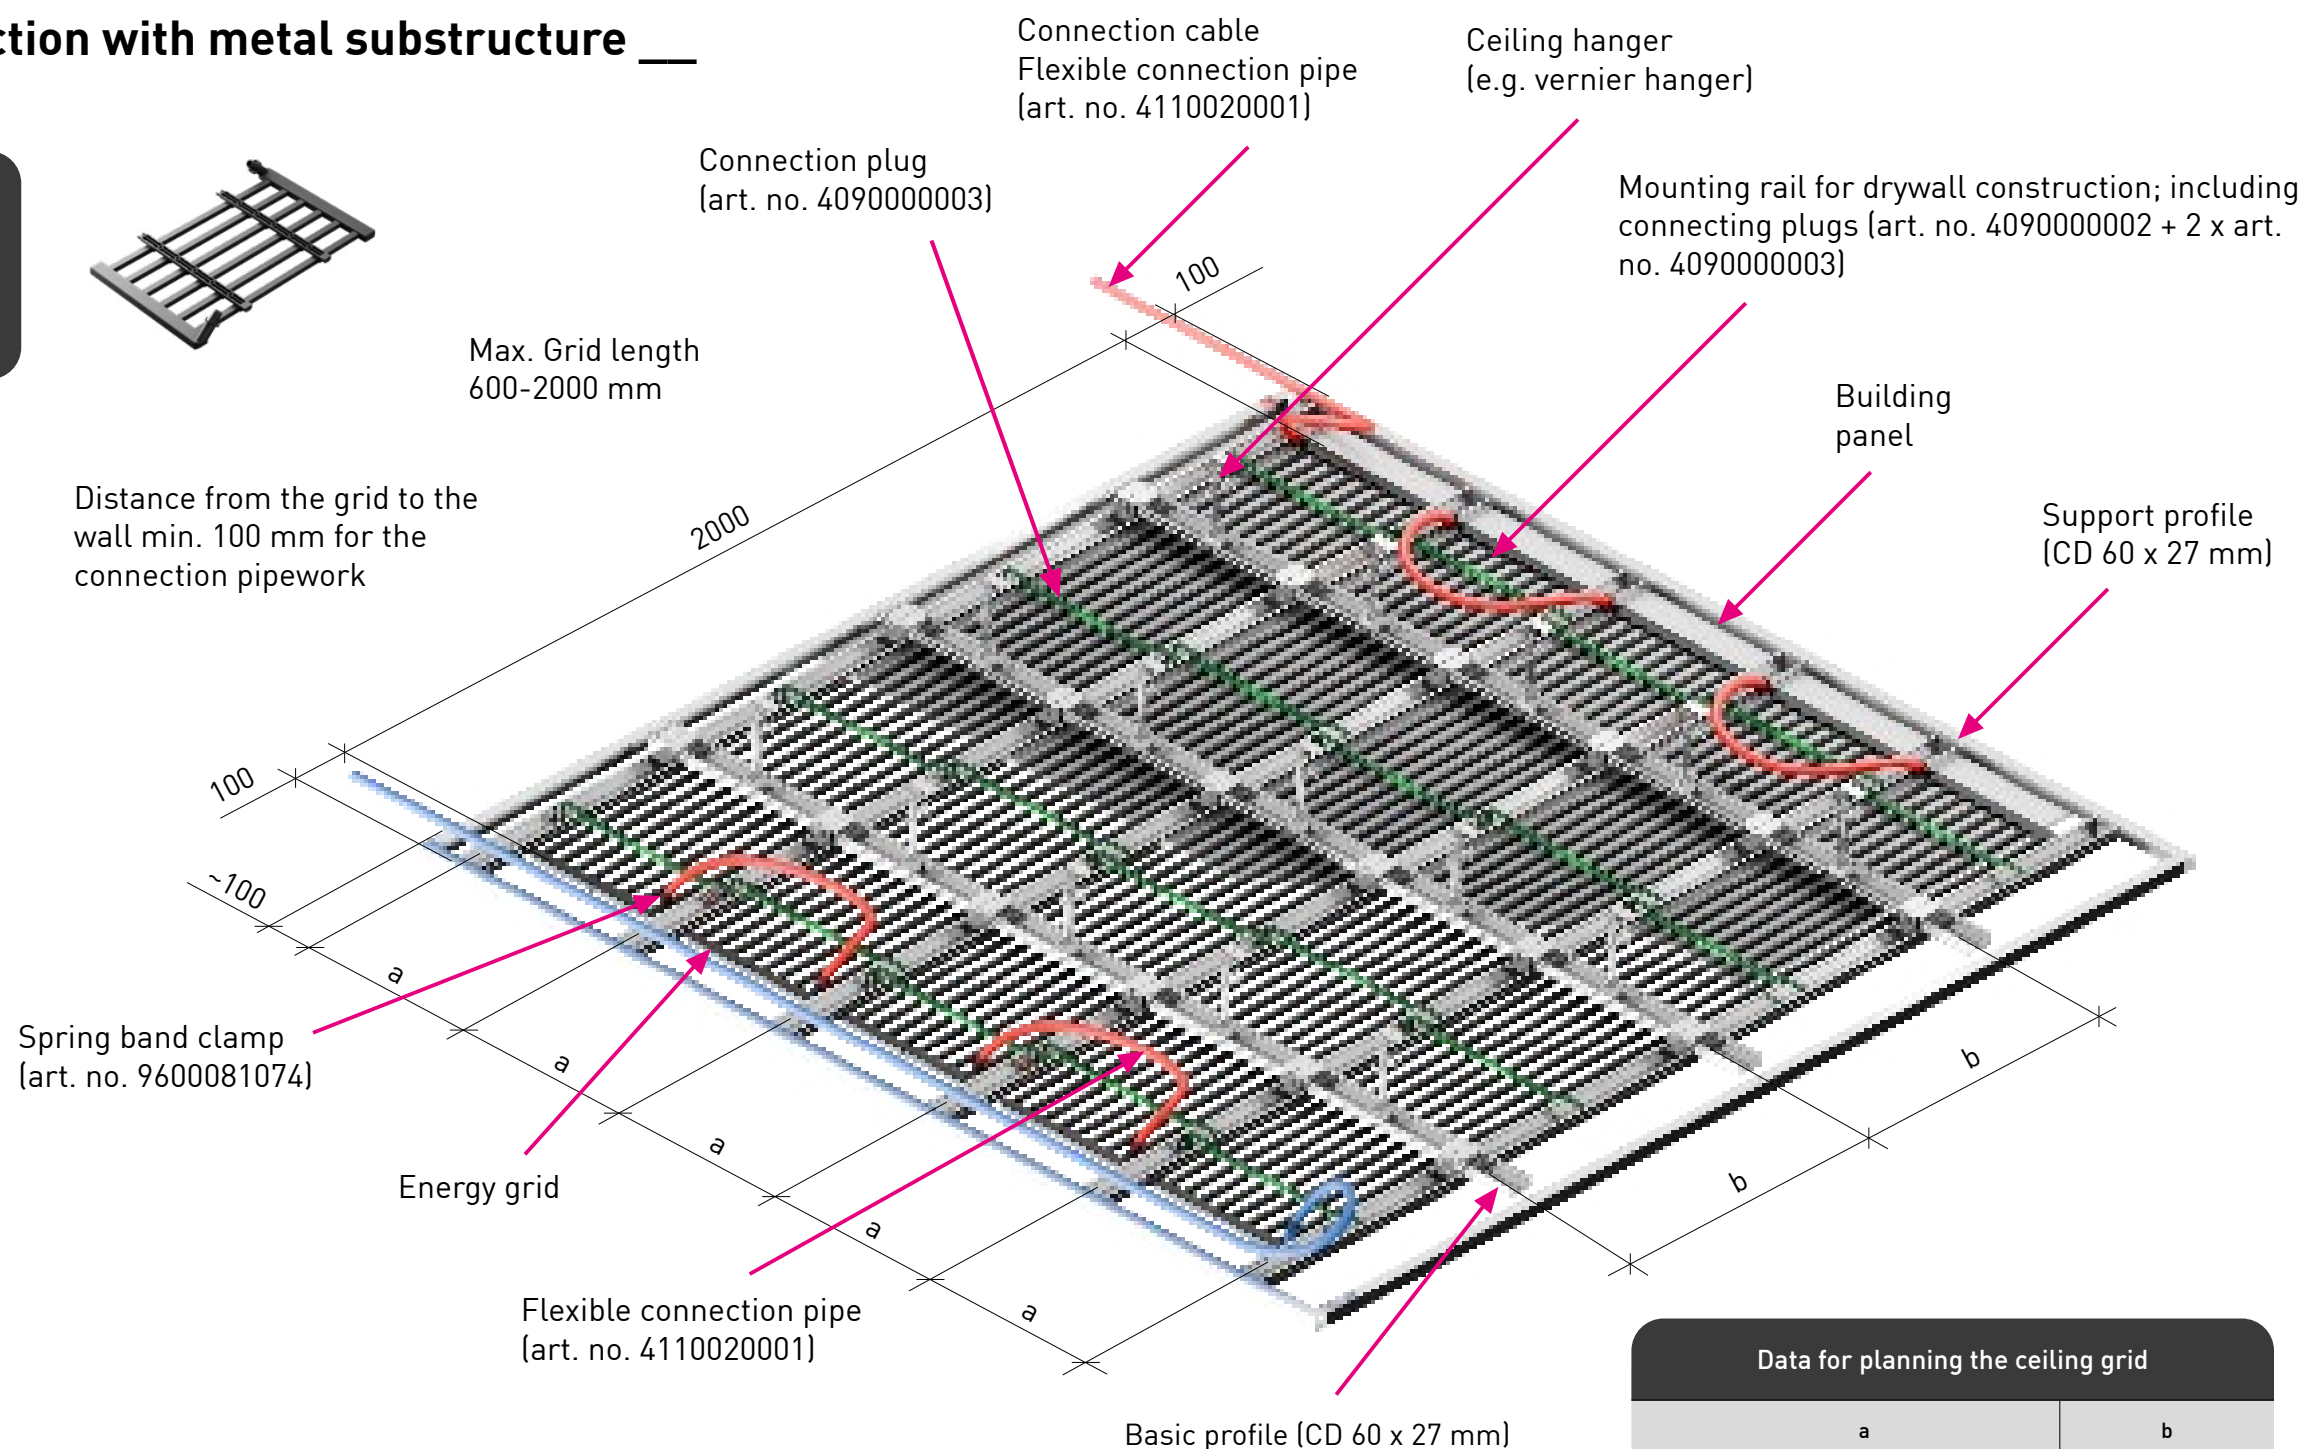 ction with metal substructure __
Connection cable
Flexible connection pipe
(art. no. 4110020001)
Ceiling hanger
(e.g. vernier hanger)
Connection plug
(art. no. 4090000003)
Mounting rail for drywall construction; including
connecting plugs (art. no. 4090000002 + 2 x art.
no. 4090000003)
100
Max. Grid length
600-2000 mm
Building
panel
Distance from the grid to the
wall min. 100 mm for the
connection pipework
2000
Support profile
(CD 60 x 27 mm)
100
~100
a
a
a
a
a
b
b
Spring band clamp
(art. no. 9600081074)
Energy grid
Flexible connection pipe
(art. no. 4110020001)
Basic profile (CD 60 x 27 mm)
Data for planning the ceiling grid
a
b